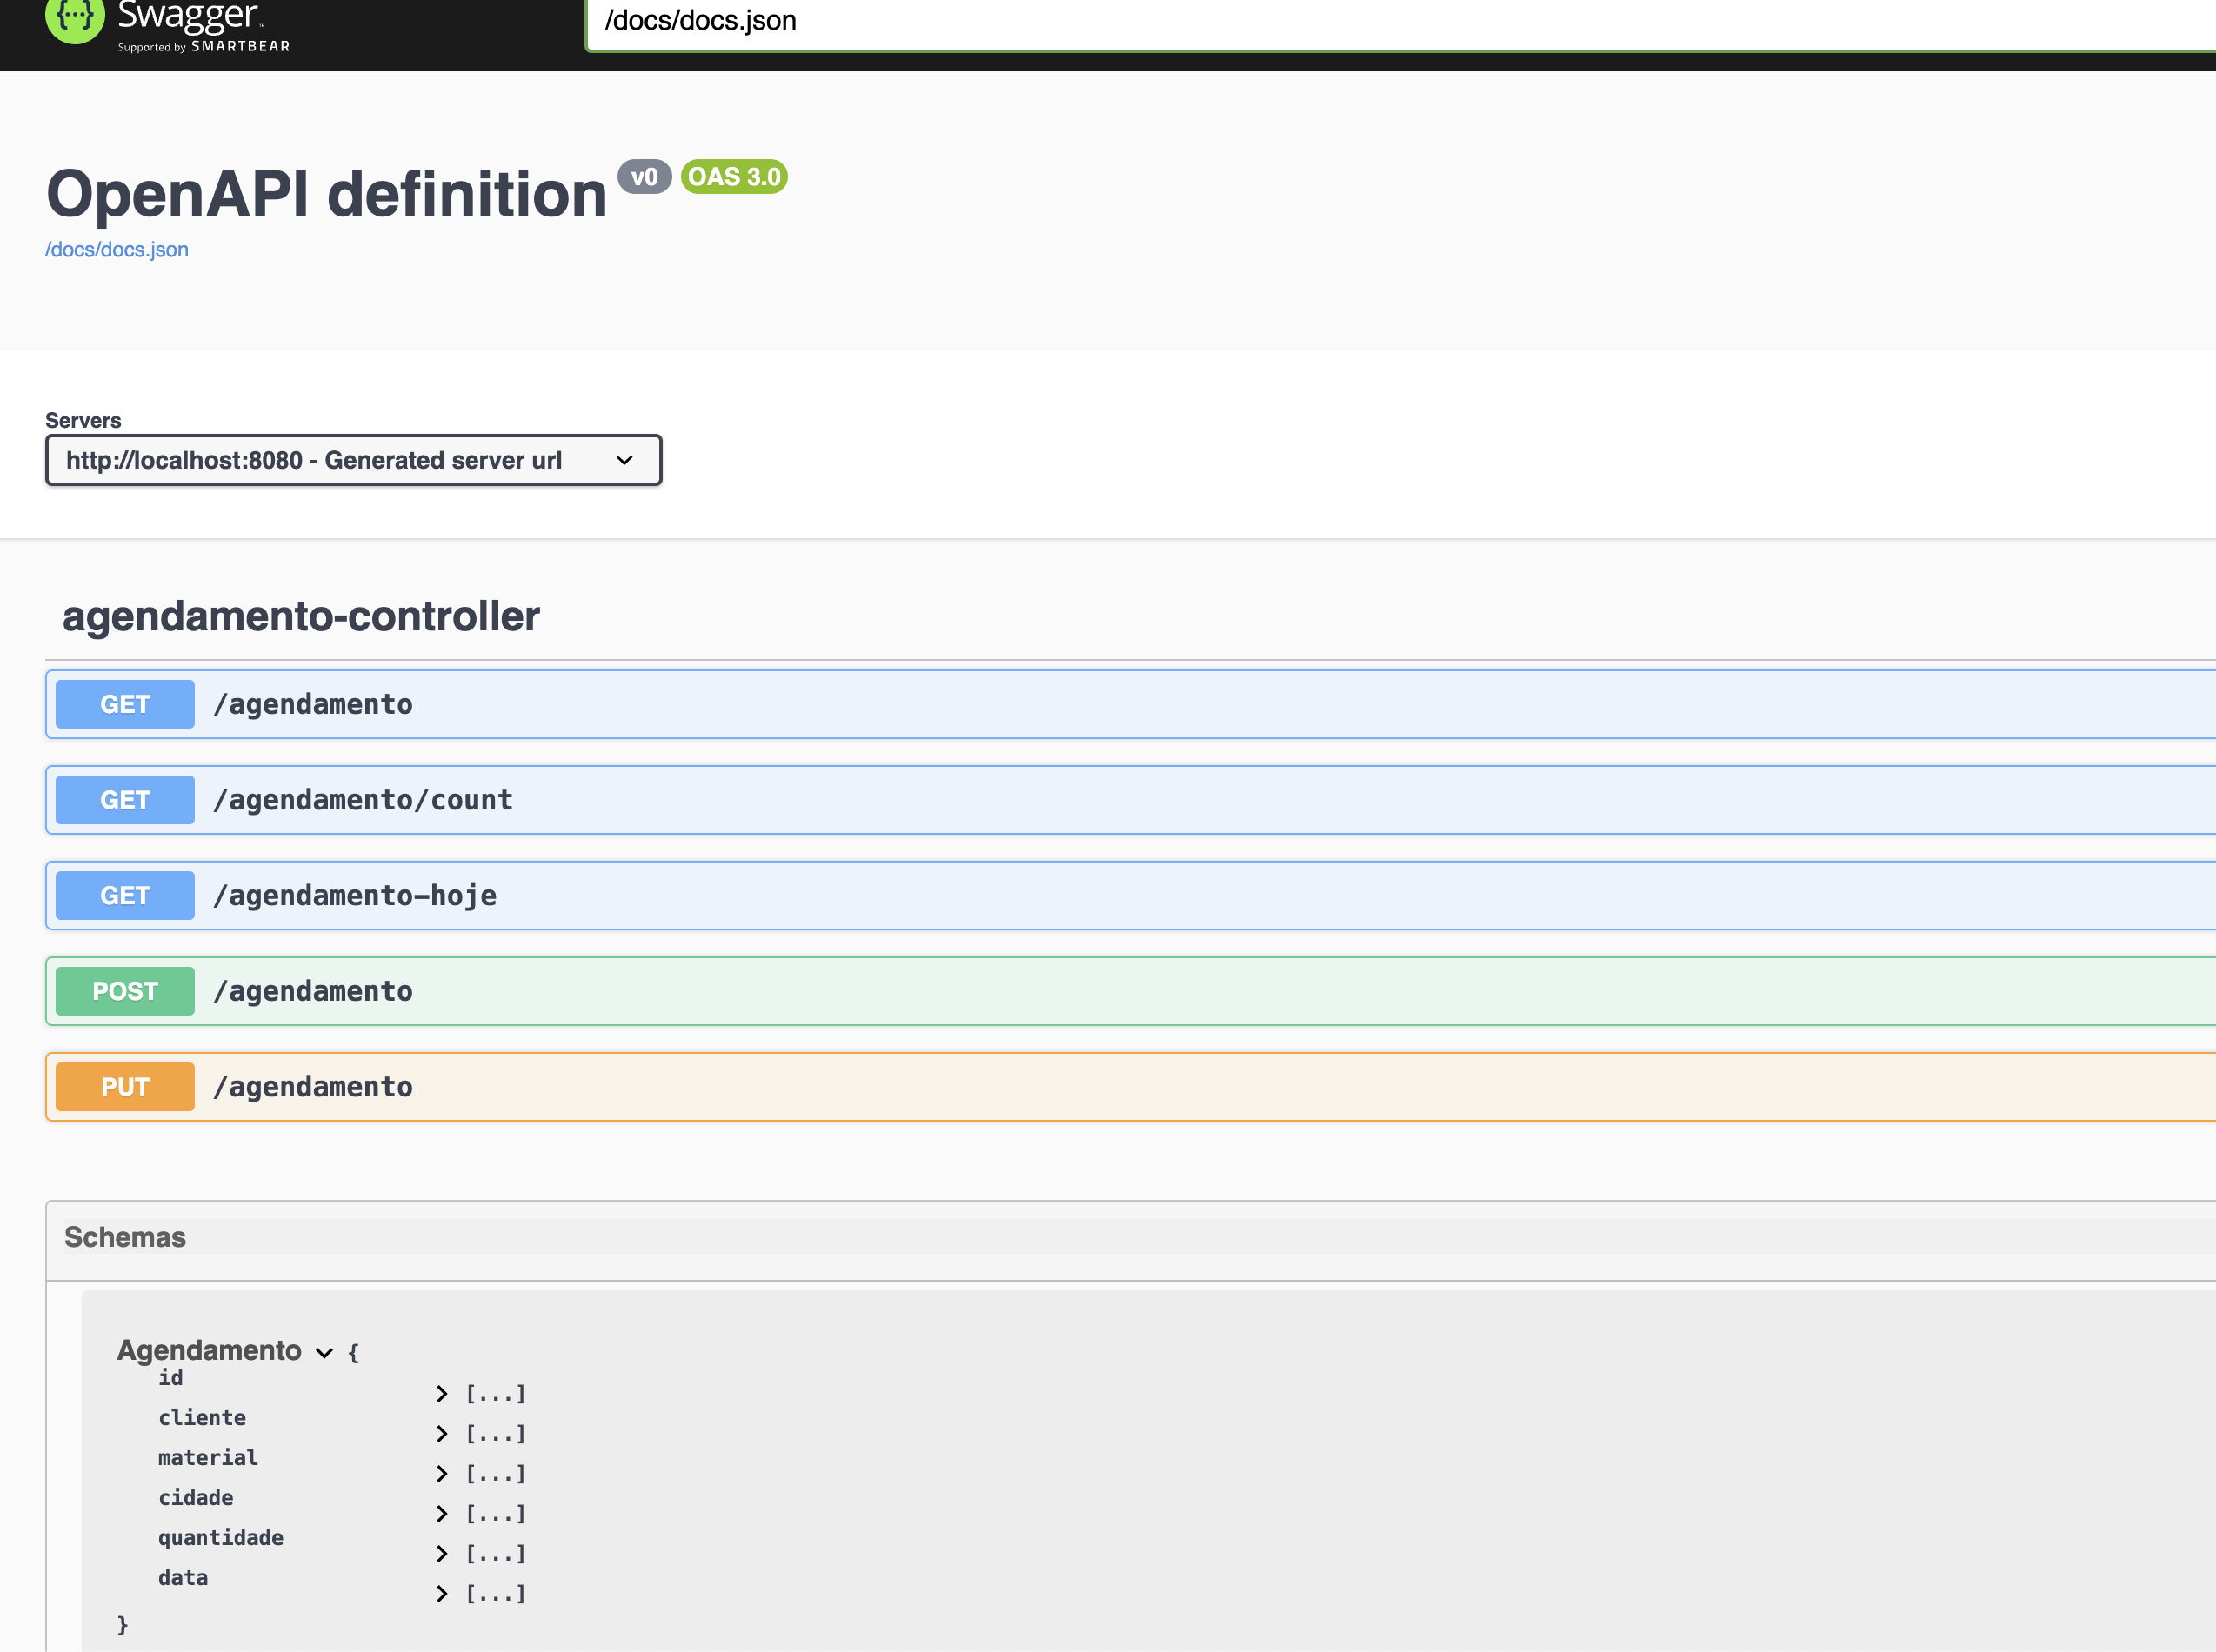 {...} Swagger™
Supported by SMARTBEAR
/docs/docs.json
OpenAPI definition v0 OAS 3.0
/docs/docs.json
Servers
http://localhost:8080 - Generated server url
agendamento-controller
GET /agendamento
GET /agendamento/count
GET /agendamento-hoje
POST /agendamento
PUT /agendamento
Schemas
Agendamento {
id [...]
cliente [...]
material [...]
cidade [...]
quantidade [...]
data [...]
}